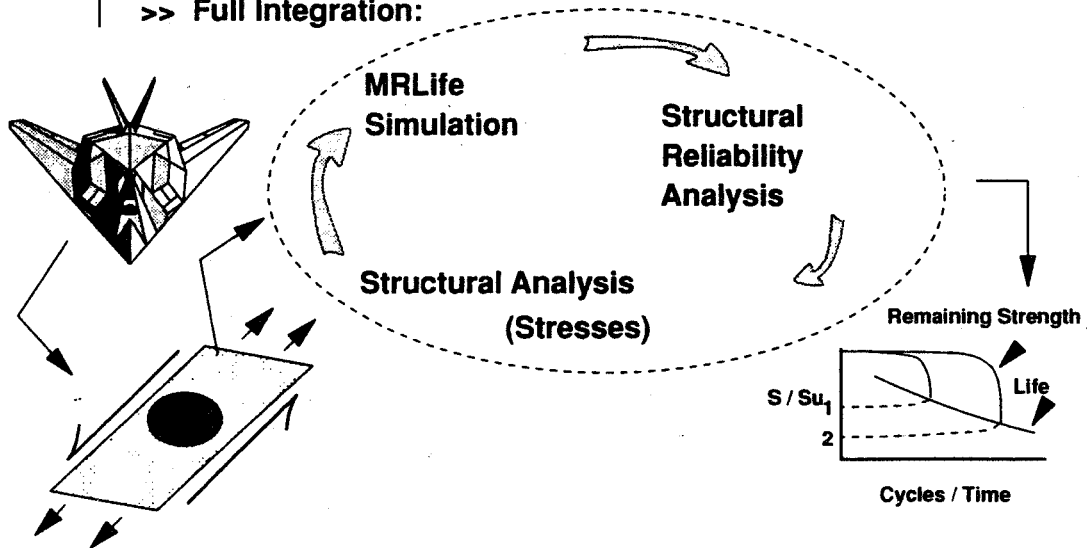 >> Full Integration:
MRLife
Simulation
Structural
Reliability
Analysis
Structural Analysis
(Stresses)
Remaining Strength
S / Su
1
Life
2
Cycles / Time